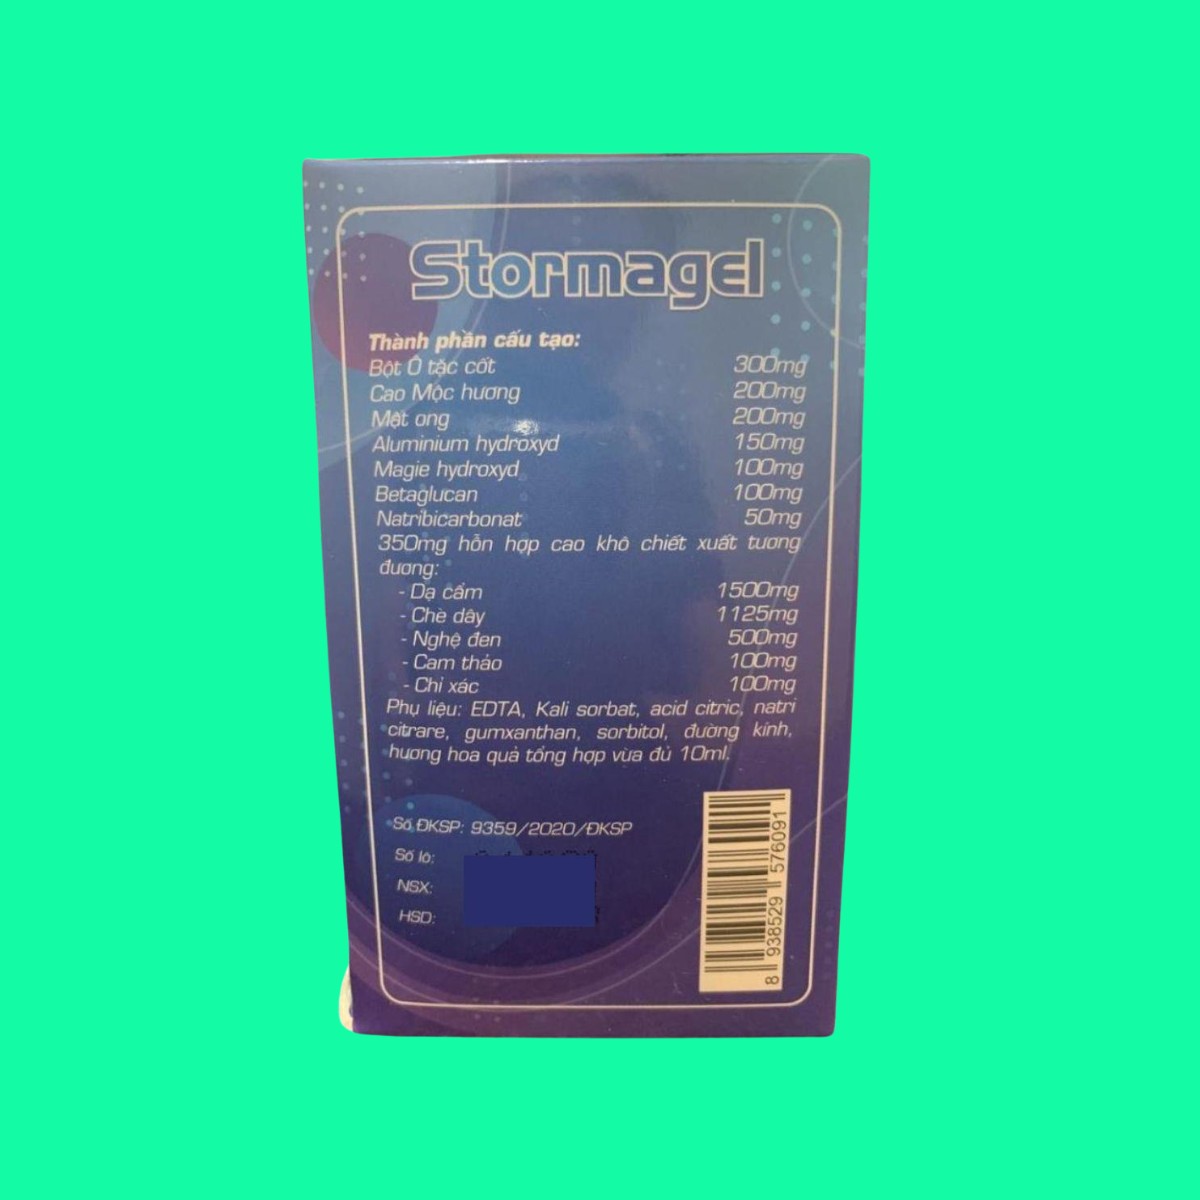 Stormagel
Thành phần cấu tạo:
Bột Ô tặc cốt 300mg
Cao Mộc hương 200mg
Mật ong 200mg
Aluminium hydroxyd 150mg
Magie hydroxyd 100mg
Betaglucan 100mg
Natribicarbonat 50mg
350mg hỗn hợp cao khô chiết xuất tương
đương:
- Dạ cẩm 1500mg
- Chè dây 1125mg
- Nghệ đen 500mg
- Cam thảo 100mg
- Chỉ xác 100mg
Phụ liệu: EDTA, Kali sorbat, acid citric, natri
citrare, gumxanthan, sorbitol, đường kính,
hương hoa quả tổng hợp vừa đủ 10ml.
Số ĐKSP: 9359/2020/ĐKSP
Số lô:
NSX:
HSD:
8 938529 576091